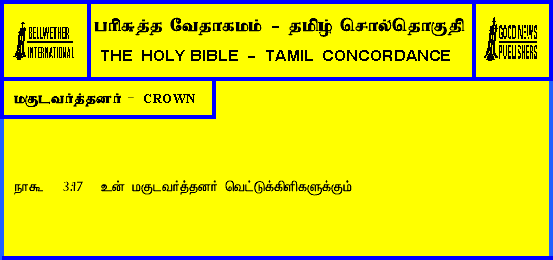 BELLWETHER
INTERNATIONAL
பரிசுத்த வேதாகமம் - தமிழ் சொல்தொகுதி
THE HOLY BIBLE - TAMIL CONCORDANCE
GOOD NEWS
PUBLISHERS
மகுடவர்த்தனர் - CROWN
நாகூ 3:17 உன் மகுடவர்த்தனர் வெட்டுக்கிளிகளுக்கும்